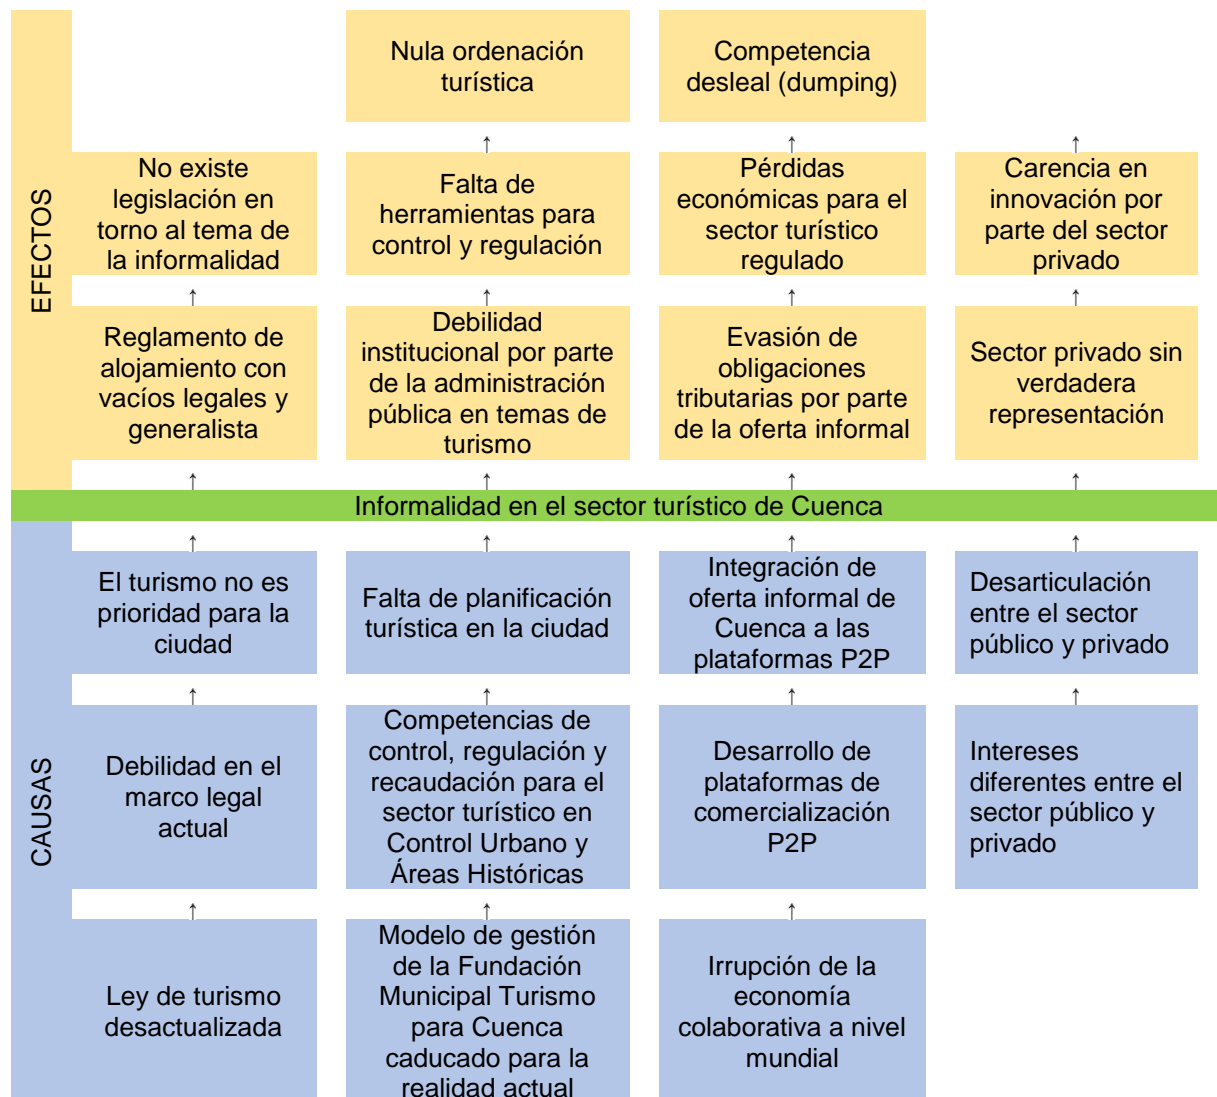 EFECTOS
Nula ordenación
turística
Competencia
desleal (dumping)
↑
↑
↑
No existe
legislación en
torno al tema de
la informalidad
Falta de
herramientas para
control y regulación
Pérdidas
económicas para el
sector turístico
regulado
Carencia en
innovación por
parte del sector
privado
↑
↑
↑
↑
Reglamento de
alojamiento con
vacíos legales y
generalista
Debilidad
institucional por parte
de la administración
pública en temas de
turismo
Evasión de
obligaciones
tributarias por parte
de la oferta informal
Sector privado sin
verdadera
representación
↑
↑
↑
↑
Informalidad en el sector turístico de Cuenca
CAUSAS
↑
↑
↑
↑
El turismo no es
prioridad para la
ciudad
Falta de planificación
turística en la ciudad
Integración de
oferta informal de
Cuenca a las
plataformas P2P
Desarticulación
entre el sector
público y privado
↑
↑
↑
↑
Debilidad en el
marco legal
actual
Competencias de
control, regulación y
recaudación para el
sector turístico en
Control Urbano y
Áreas Históricas
Desarrollo de
plataformas de
comercialización
P2P
Intereses
diferentes entre el
sector público y
privado
↑
↑
↑
Ley de turismo
desactualizada
Modelo de gestión
de la Fundación
Municipal Turismo
para Cuenca
caducado para la
realidad actual
Irrupción de la
economía
colaborativa a nivel
mundial